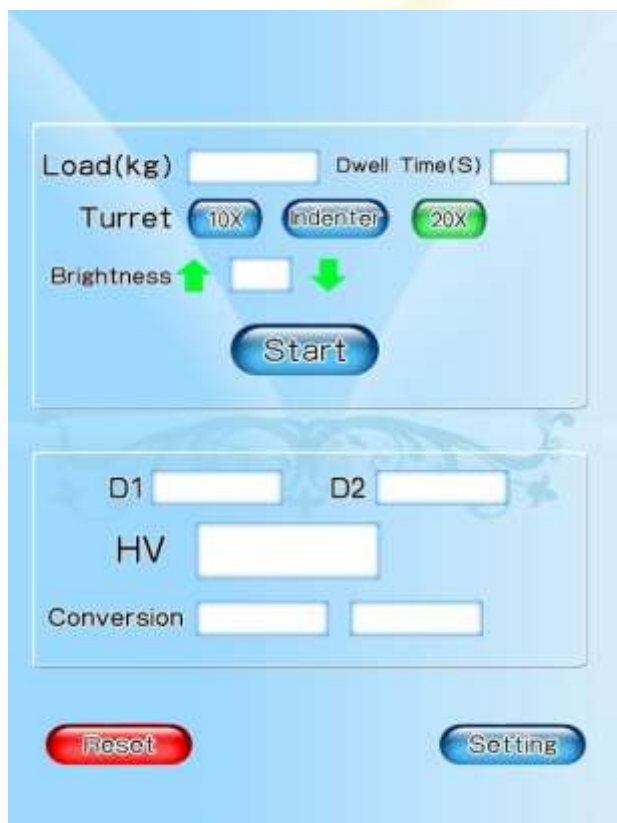 Load(kg) Dwell Time(S)
Turret 10X Indenter 20X
Brightness
Start
D1 D2
HV
Conversion
Reset Setting